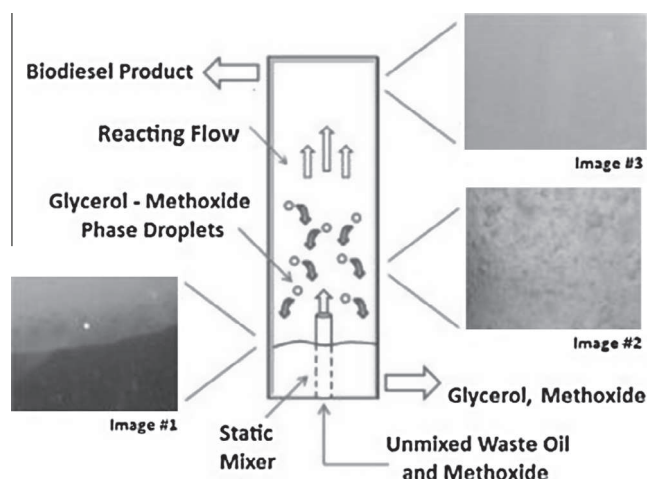 Biodiesel Product
Reacting Flow
Image #3
Glycerol - Methoxide
Phase Droplets
Image #2
Glycerol, Methoxide
Image #1
Static
Mixer
Unmixed Waste Oil
and Methoxide